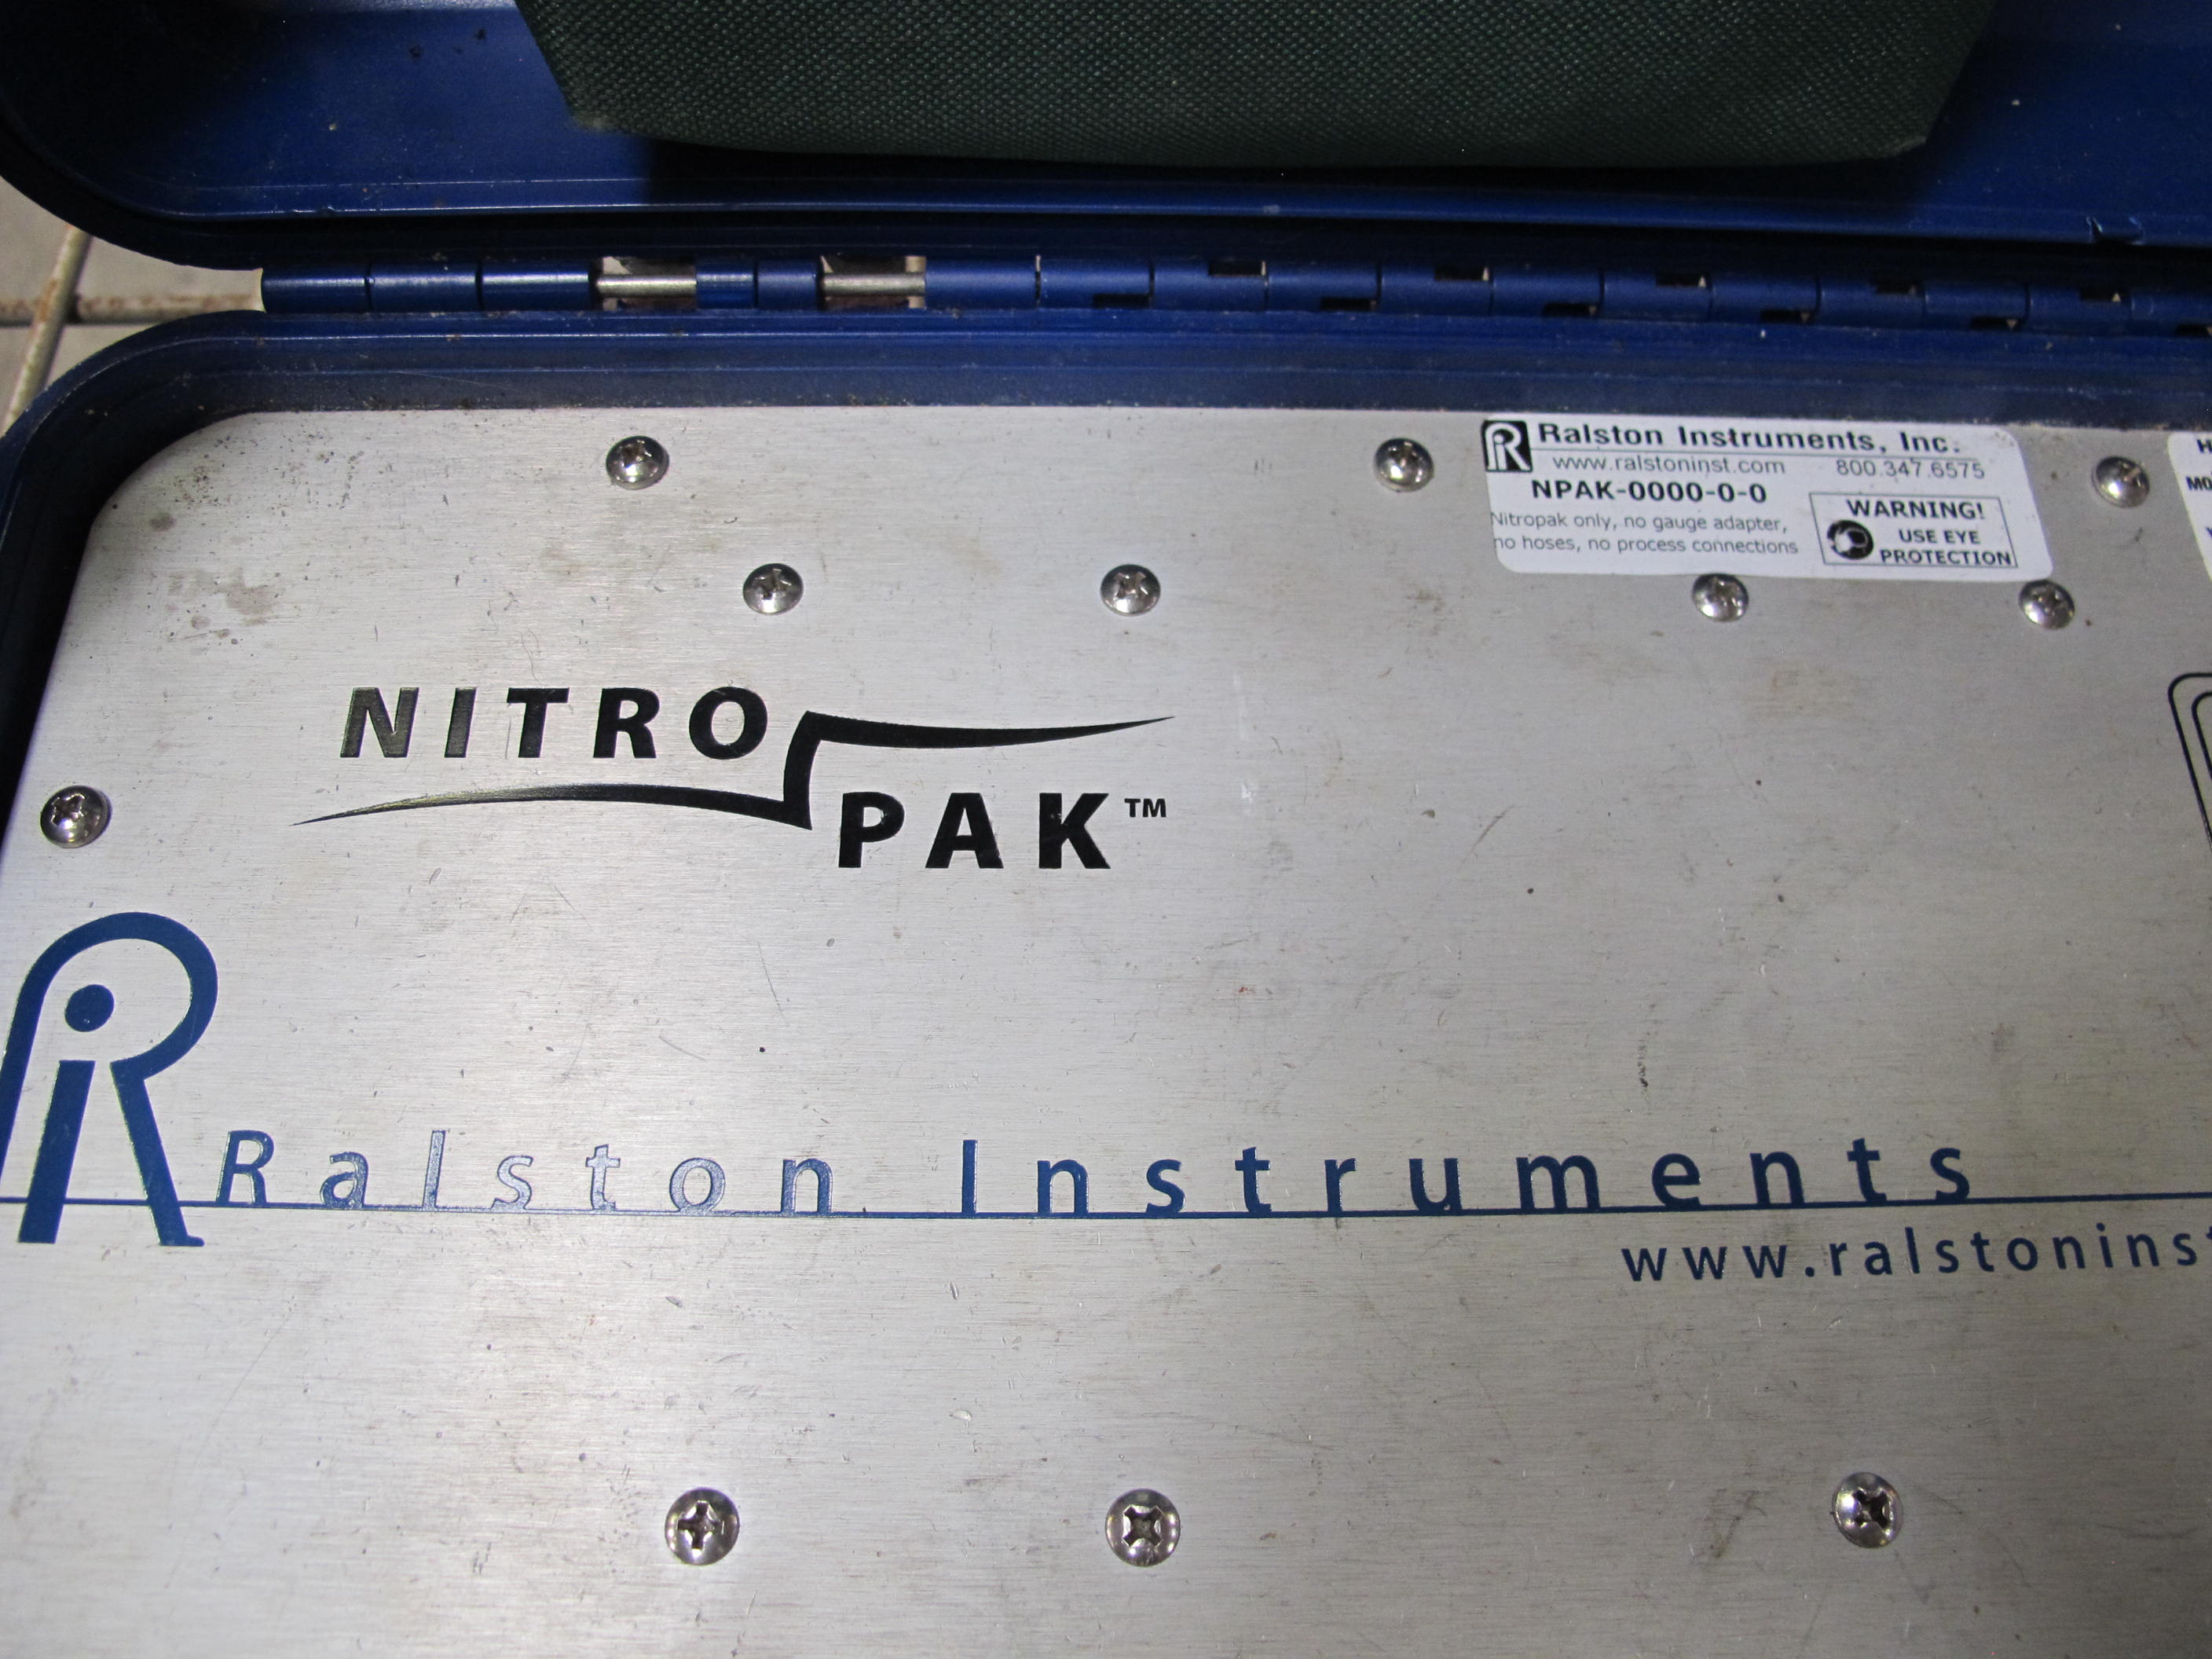 Ralston Instruments, Inc.
www.ralstoninst.com 800.347.6575
NPAK-0000-0-0
Nitropak only, no gauge adapter,
no hoses, no process connections
WARNING!
USE EYE
PROTECTION
NITRO
PAK™
Ralston Instruments
www.ralstoninst